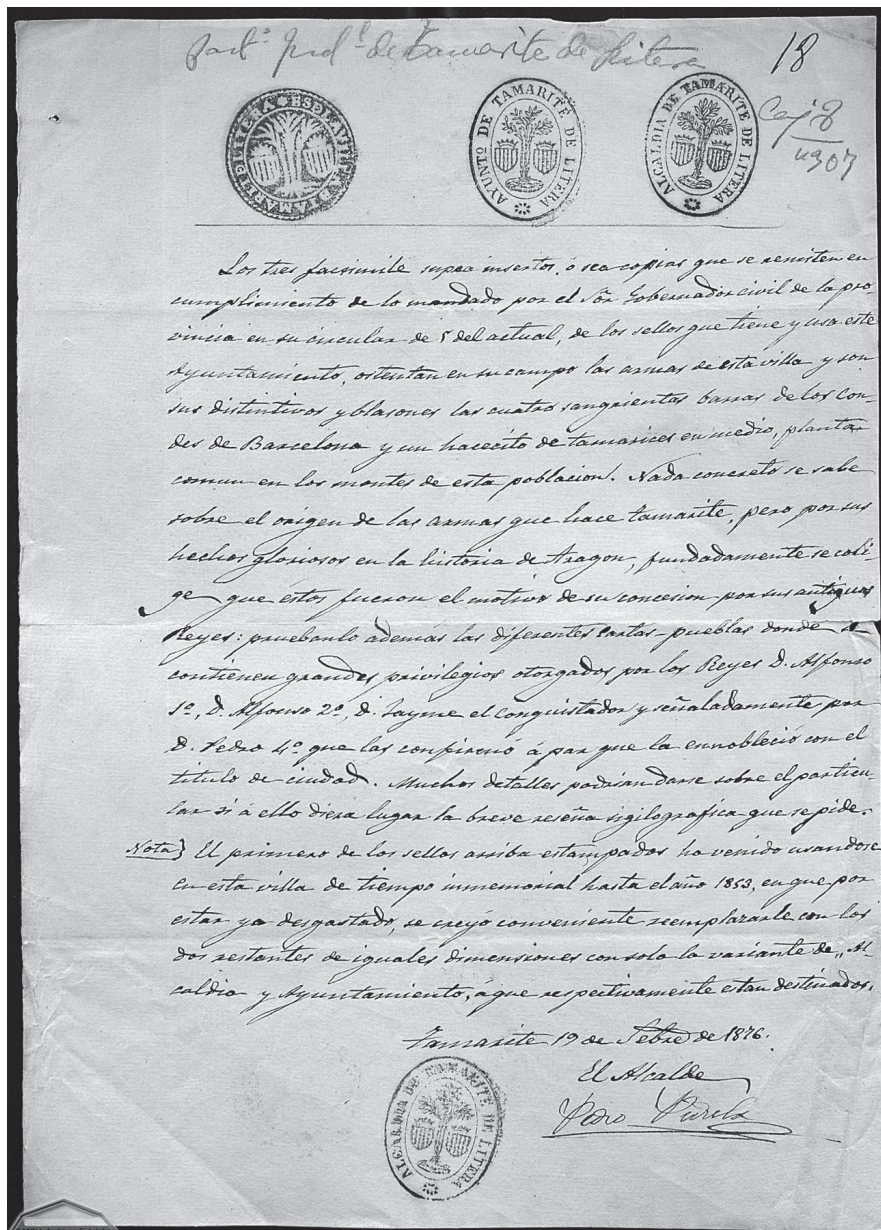 Part.º Jud.l de Tamarite de Litera
18
Caj 8
nº 307
AYUNTº DE TAMARITE DE LITERA
ALCALDIA DE TAMARITE DE LITERA
Los tres facsimile supra insertos, ó sea copias que se remiten en
cumplimiento de lo mandado por el Sõr Gobernador civil de la pro-
vincia en su circular de 5 del actual, de los sellos que tiene y usa este
Ayuntamiento, ostentan en su campo las armas de esta villa y son
sus distintivos y blasones las cuatro sangrientas barras de los Con-
des de Barcelona y un hacecito de tamarices en medio, planta
comun en los montes de esta poblacion. Nada concreto se sabe
sobre el origen de las armas que hace tamarite, pero por sus
hechos gloriosos en la historia de Aragon, fundadamente se coli-
ge que éstos fueron el motivo de su concesion por sus antiguos
Reyes: pruebanlo además las diferentes cartas-pueblas donde se
contienen grandes privilegios otorgados por los Reyes D. Alfonso
1º, D. Alfonso 2º, D. Jayme el conquistador y señaladamente por
D. Pedro 4º que las confirmó á par que la ennobleció con el
titulo de ciudad. Muchos detalles podrian darse sobre el particu-
lar si á ello diera lugar la breve reseña sigilografica que se pide.
Nota} El primero de los sellos arriba estampados ha venido usandose
en esta villa de tiempo inmemorial hasta el año 1853, en que por
estar ya desgastado, se creyó conveniente reemplazarle con los
dos restantes de iguales dimensiones con sola la variante de „Al-
caldia y Ayuntamiento, á que respectivamente estan destinados.
Tamarite 19 de Sebre de 1876.
El Alcalde
Pedro
ALCALDIA DE TAMARITE DE LITERA